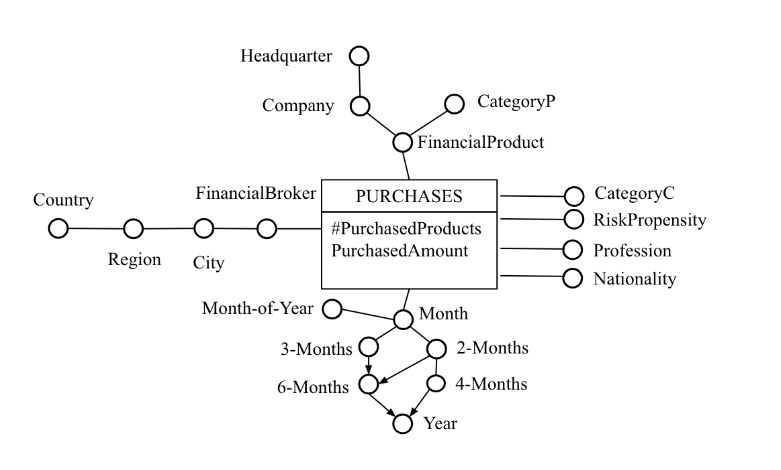 Headquarter
Company
CategoryP
FinancialProduct
FinancialBroker
PURCHASES
CategoryC
Country
RiskPropensity
#PurchasedProducts
PurchasedAmount
Profession
Region
City
Nationality
Month-of-Year
Month
3-Months
2-Months
6-Months
4-Months
Year